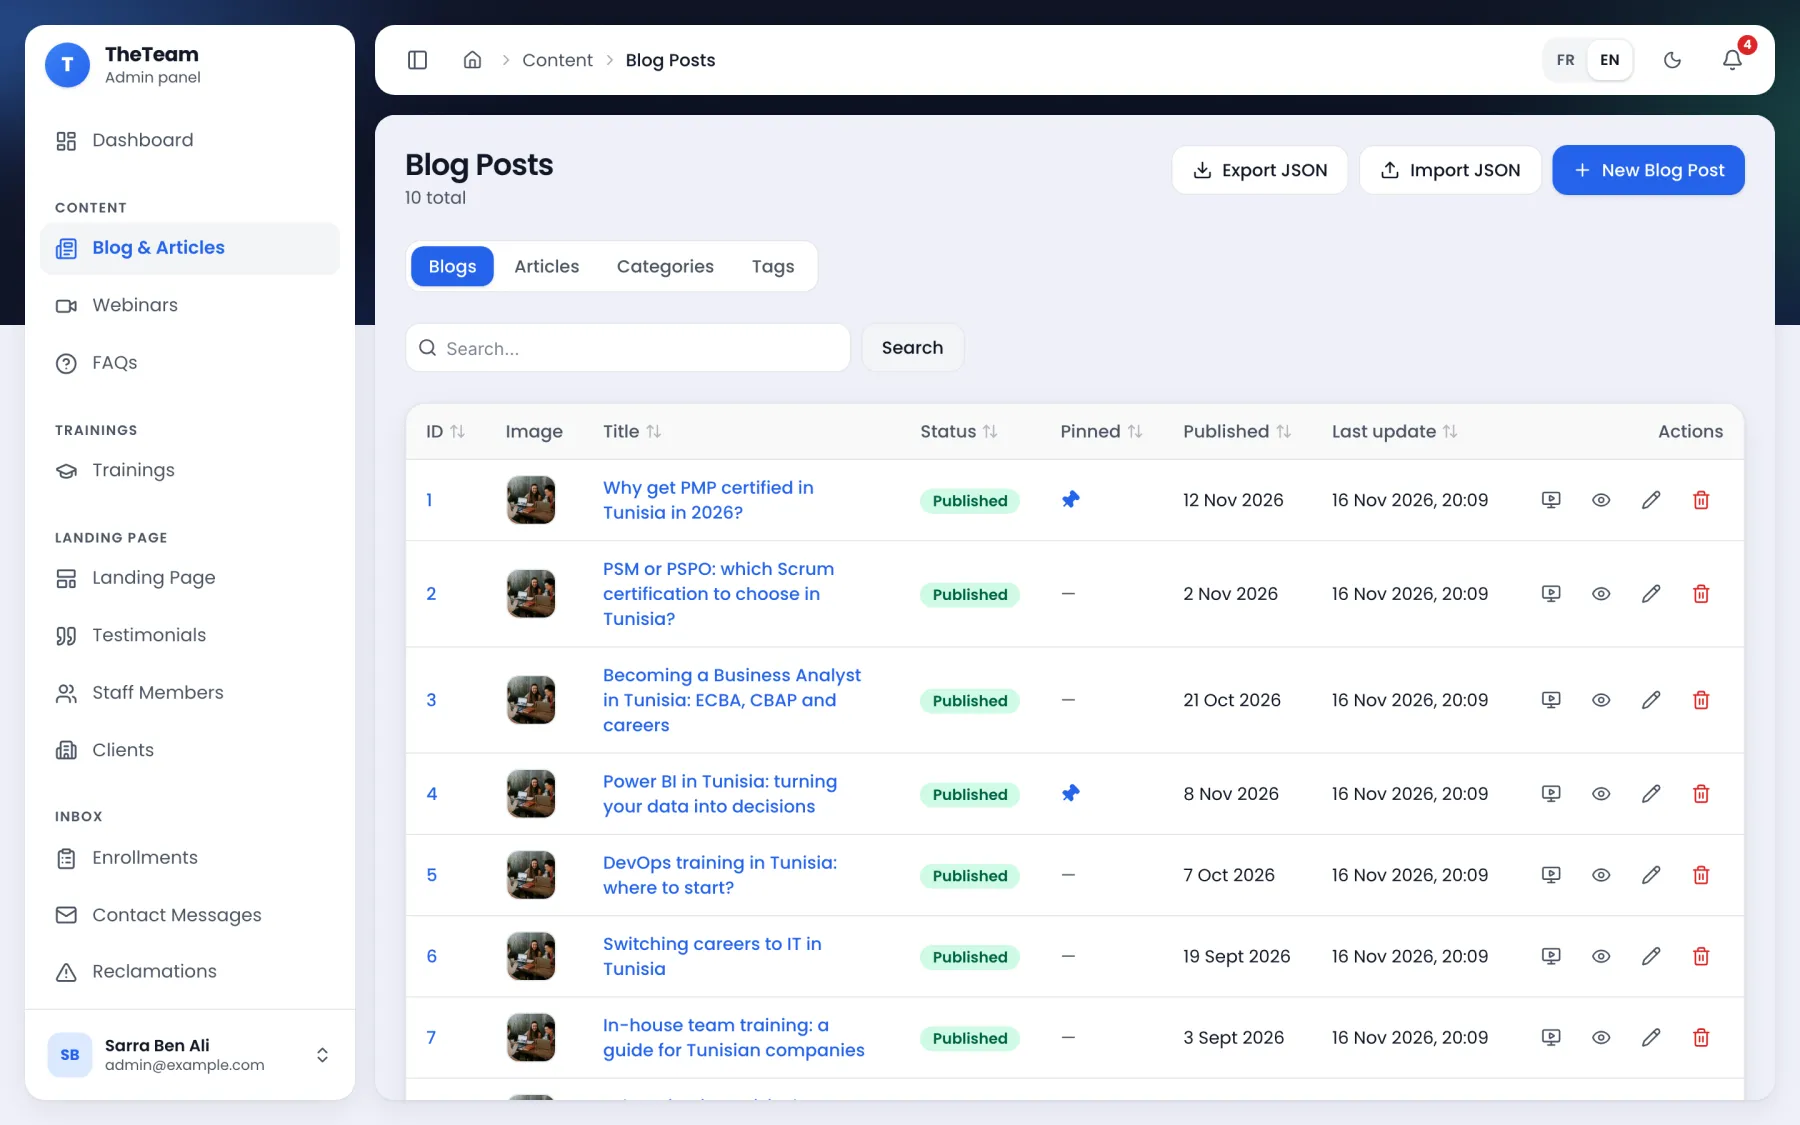 T
TheTeam
Admin panel
Dashboard
CONTENT
Blog & Articles
Webinars
FAQs
TRAININGS
Trainings
LANDING PAGE
Landing Page
Testimonials
Staff Members
Clients
INBOX
Enrollments
Contact Messages
Reclamations
SB
Sarra Ben Ali
admin@example.com
Content
Blog Posts
FR
EN
4
Blog Posts
10 total
Export JSON
Import JSON
New Blog Post
Blogs
Articles
Categories
Tags
Search...
Search
ID Image Title Status Pinned Published Last update Actions
1
Why get PMP certified in
Tunisia in 2026?
Published
12 Nov 2026
16 Nov 2026, 20:09
2
PSM or PSPO: which Scrum
certification to choose in
Tunisia?
Published
—
2 Nov 2026
16 Nov 2026, 20:09
3
Becoming a Business Analyst
in Tunisia: ECBA, CBAP and
careers
Published
—
21 Oct 2026
16 Nov 2026, 20:09
4
Power BI in Tunisia: turning
your data into decisions
Published
8 Nov 2026
16 Nov 2026, 20:09
5
DevOps training in Tunisia:
where to start?
Published
—
7 Oct 2026
16 Nov 2026, 20:09
6
Switching careers to IT in
Tunisia
Published
—
19 Sept 2026
16 Nov 2026, 20:09
7
In-house team training: a
guide for Tunisian companies
Published
—
3 Sept 2026
16 Nov 2026, 20:09